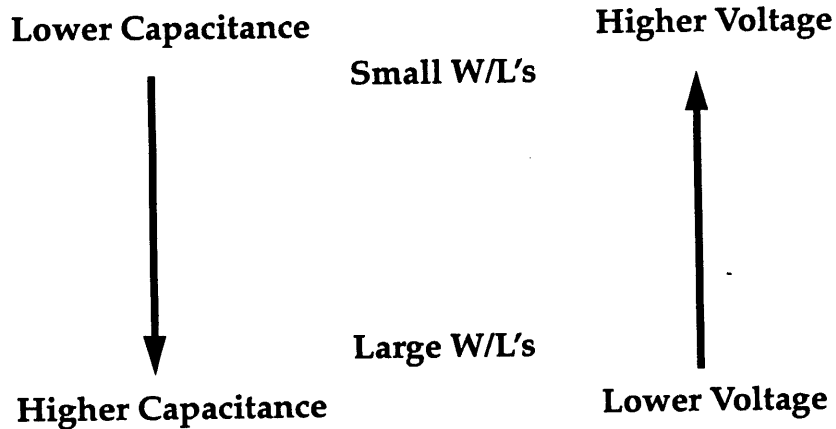 Lower Capacitance
Higher Voltage
Small W/L's
Large W/L's
Higher Capacitance
Lower Voltage